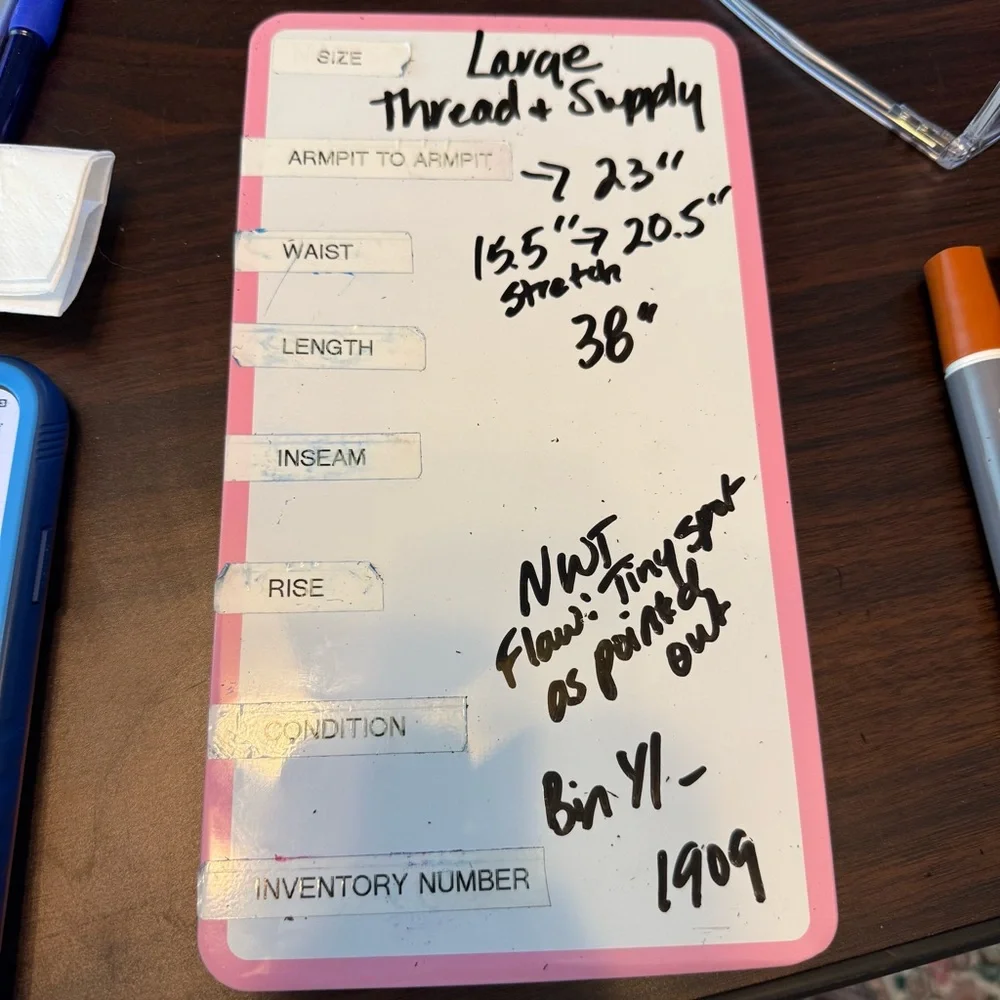 SIZE Large
Thread + Supply
ARMPIT TO ARMPIT → 23"
WAIST 15.5" → 20.5"
Stretch
LENGTH 38"
INSEAM
NWT
RISE Flaw: Tiny spot
as pointed
out
CONDITION
Bin Y1-
1909
INVENTORY NUMBER